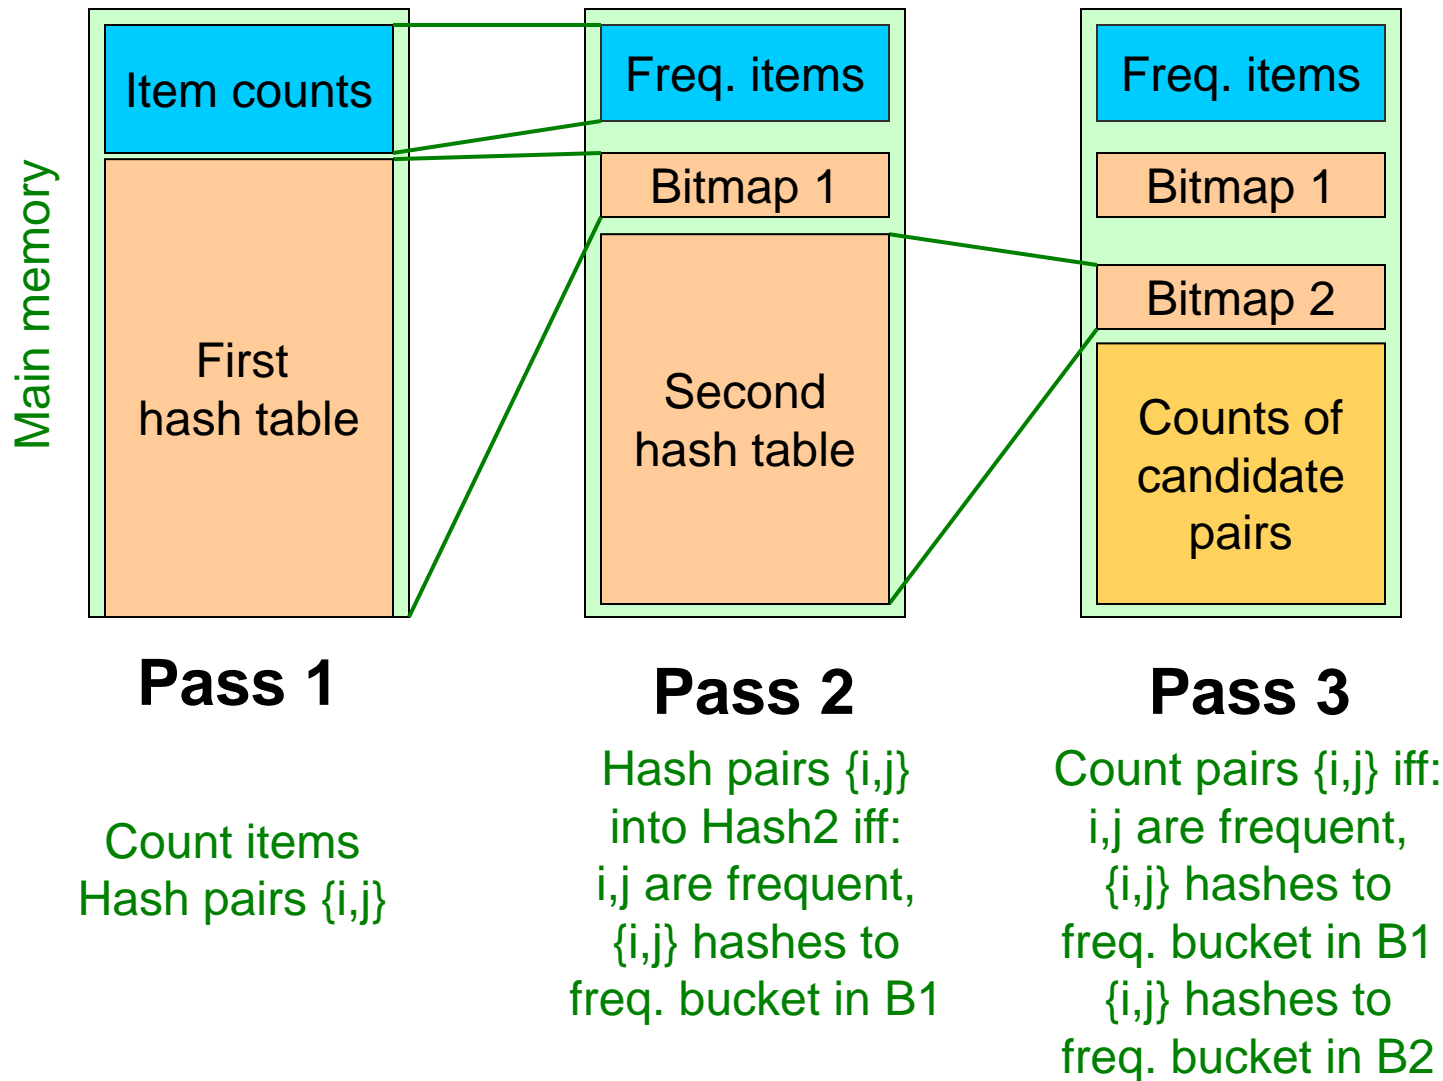 Main memory
Item counts
First
hash table
Pass 1
Count items
Hash pairs {i,j}
Freq. items
Bitmap 1
Second
hash table
Pass 2
Hash pairs {i,j}
into Hash2 iff:
i,j are frequent,
{i,j} hashes to
freq. bucket in B1
Freq. items
Bitmap 1
Bitmap 2
Counts of
candidate
pairs
Pass 3
Count pairs {i,j} iff:
i,j are frequent,
{i,j} hashes to
freq. bucket in B1
{i,j} hashes to
freq. bucket in B2